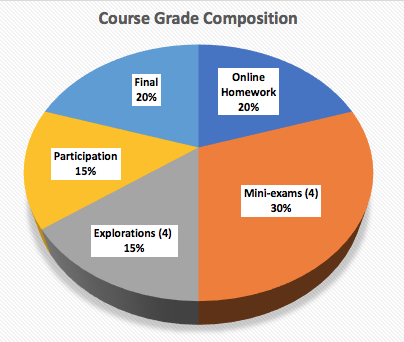 Course Grade Composition
Final
20%
Online
Homework
20%
Participation
15%
Mini-exams (4)
30%
Explorations (4)
15%